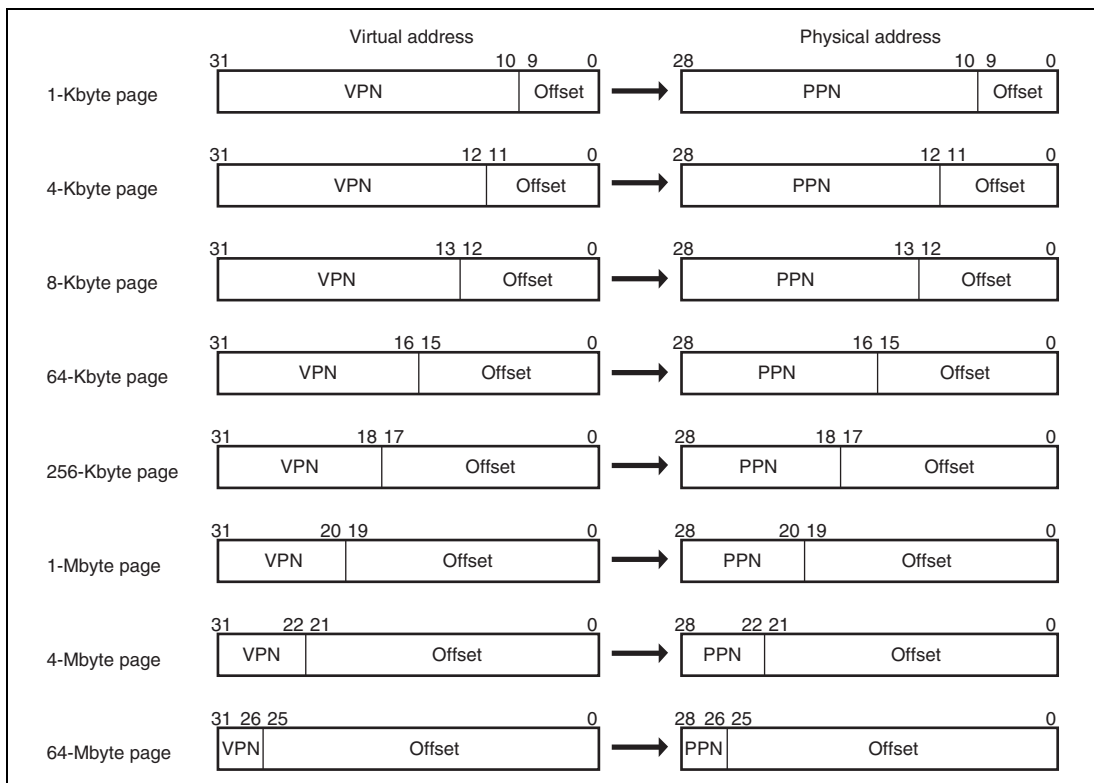 Virtual address Physical address
31 10 9 0 28 10 9 0
1-Kbyte page VPN Offset PPN Offset
31 12 11 0 28 12 11 0
4-Kbyte page VPN Offset PPN Offset
31 13 12 0 28 13 12 0
8-Kbyte page VPN Offset PPN Offset
31 16 15 0 28 16 15 0
64-Kbyte page VPN Offset PPN Offset
31 18 17 0 28 18 17 0
256-Kbyte page VPN Offset PPN Offset
31 20 19 0 28 20 19 0
1-Mbyte page VPN Offset PPN Offset
31 22 21 0 28 22 21 0
4-Mbyte page VPN Offset PPN Offset
31 26 25 0 28 26 25 0
64-Mbyte page VPN Offset PPN Offset